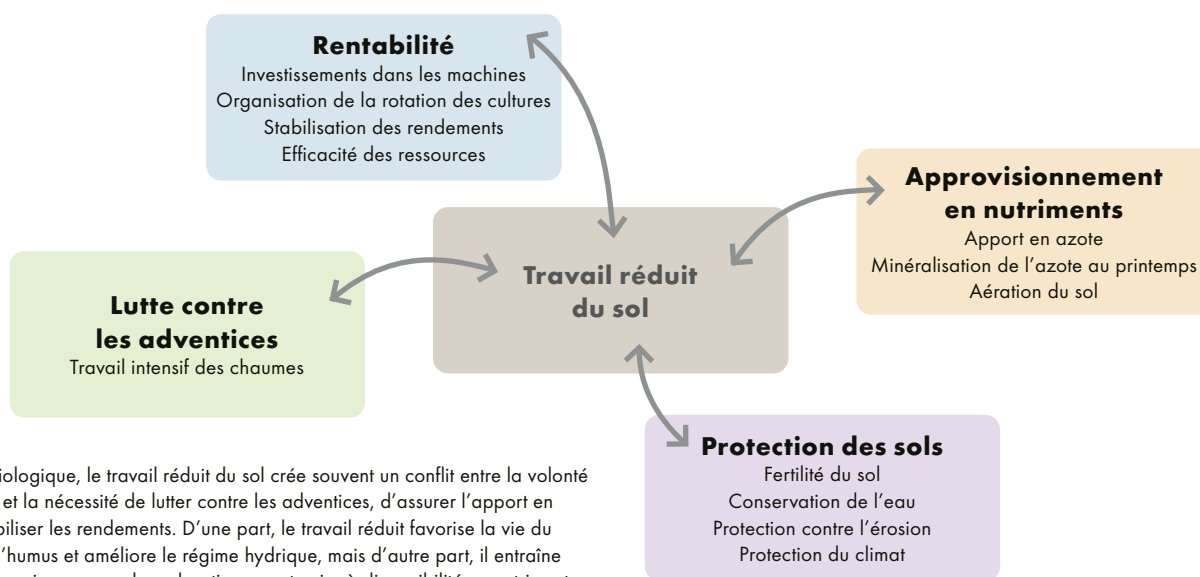 Rentabilité
Investissements dans les machines
Organisation de la rotation des cultures
Stabilisation des rendements
Efficacité des ressources
Approvisionnement
en nutriments
Apport en azote
Minéralisation de l’azote au printemps
Aération du sol
Travail réduit
du sol
Lutte contre
les adventices
Travail intensif des chaumes
Protection des sols
Fertilité du sol
Conservation de l’eau
Protection contre l’érosion
Protection du climat
iologique, le travail réduit du sol crée souvent un conflit entre la volonté
et la nécessité de lutter contre les adventices, d’assurer l’apport en
biliser les rendements. D’une part, le travail réduit favorise la vie du
’humus et améliore le régime hydrique, mais d’autre part, il entraîne